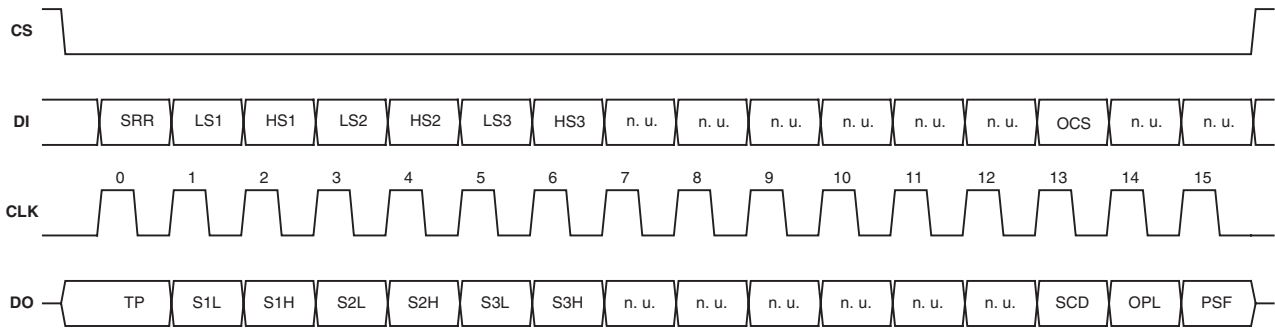 CS
DI SRR LS1 HS1 LS2 HS2 LS3 HS3 n. u. n. u. n. u. n. u. n. u. n. u. OCS n. u. n. u.
0 1 2 3 4 5 6 7 8 9 10 11 12 13 14 15
CLK
DO TP S1L S1H S2L S2H S3L S3H n. u. n. u. n. u. n. u. n. u. n. u. SCD OPL PSF